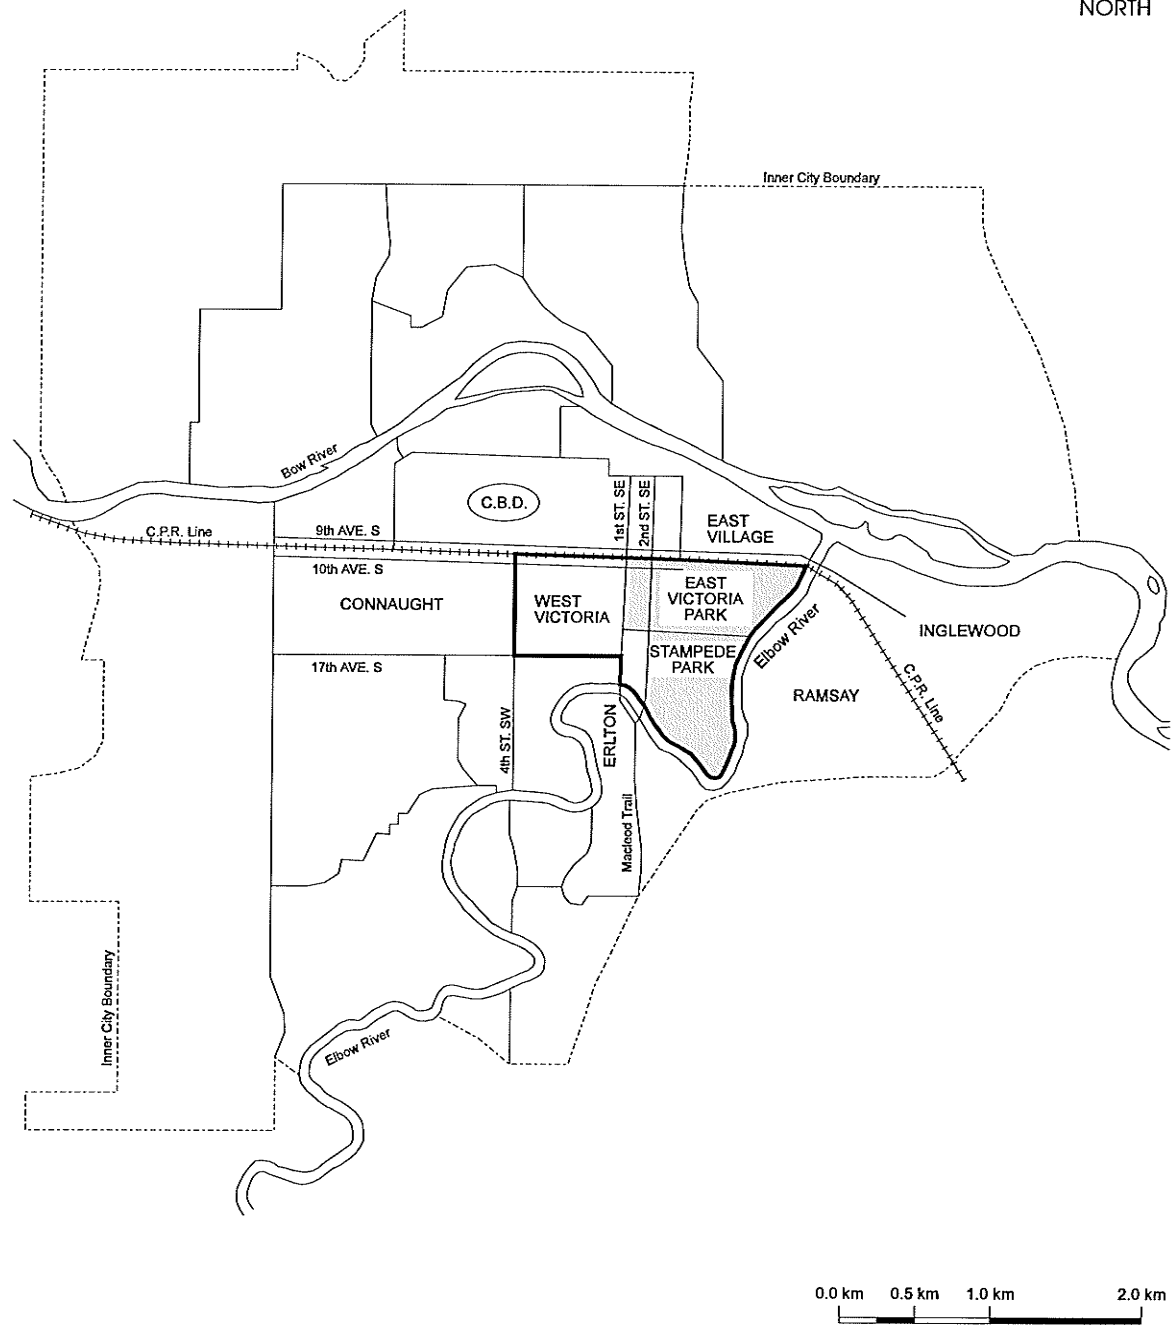 NORTH
Inner City Boundary
Bow River
C.B.D.
1st ST. SE
2nd ST. SE
EAST
VILLAGE
C.P.R. Line
9th AVE. S
10th AVE. S
CONNAUGHT
WEST
VICTORIA
EAST
VICTORIA
PARK
STAMPEDE
PARK
Elbow River
INGLEWOOD
17th AVE. S
RAMSAY
C.P.R. Line
4th ST. SW
ERLTON
Macleod Trail
Inner City Boundary
Elbow River
0.0 km 0.5 km 1.0 km 2.0 km